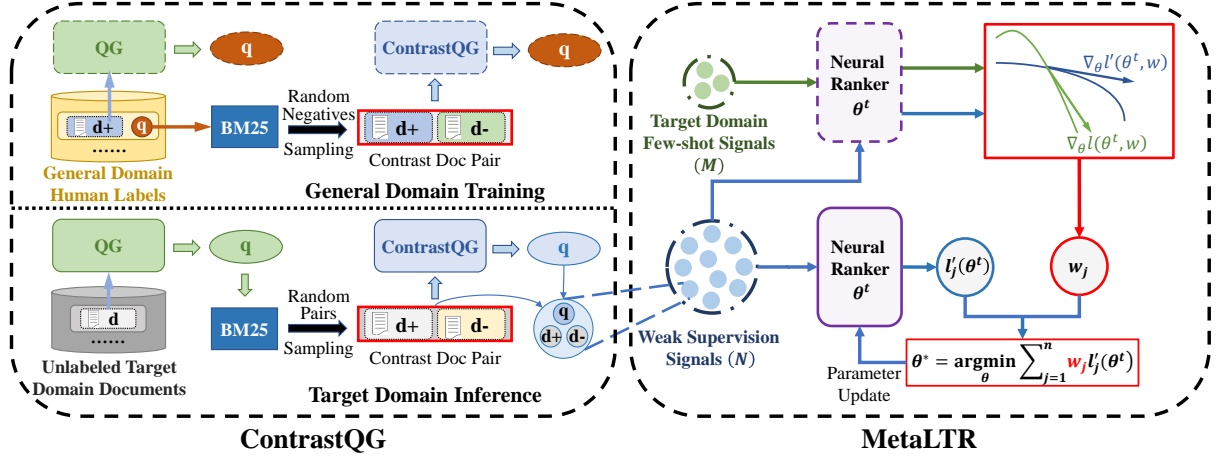 QG
q
ContrastQG
q
d+
q
......
General Domain
Human Labels
BM25
Random
Negatives
Sampling
d+
d-
Contrast Doc Pair
General Domain Training
QG
q
ContrastQG
q
d
......
Unlabeled Target
Domain Documents
BM25
Random
Pairs
Sampling
d+
d-
Contrast Doc Pair
q
d+
d-
Target Domain Inference
ContrastQG
Target Domain
Few-shot Signals
(M)
Neural
Ranker
θ^t
∇_θ l′(θ^t, w)
∇_θ l(θ^t, w)
Weak Supervision
Signals (N)
Neural
Ranker
θ^t
l′_j(θ^t)
w_j
Parameter
Update
θ* = argmin_θ ∑_{j=1}^{n} w_j l′_j(θ^t)
MetaLTR